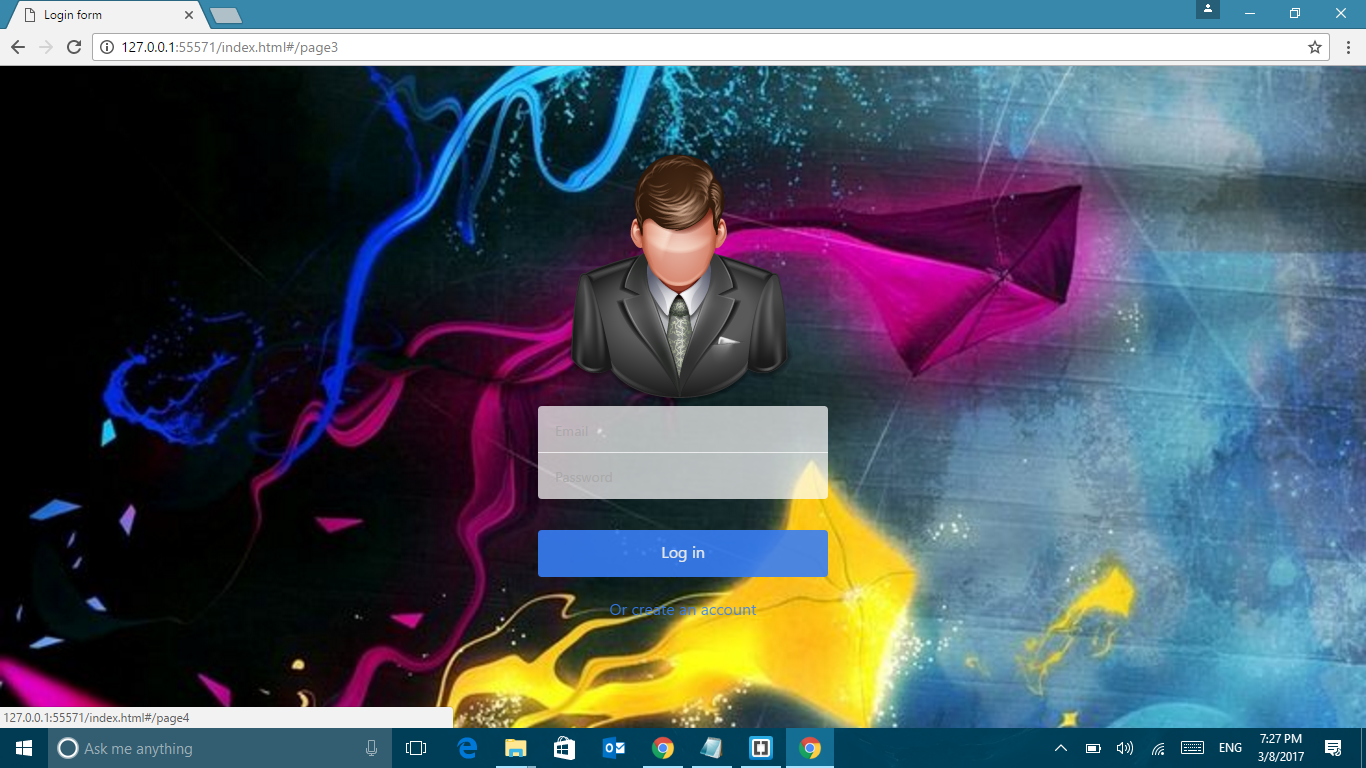 Login form
127.0.0.1:55571/index.html#/page3
Email
Password
Log in
Or create an account
127.0.0.1:55571/index.html#/page4
Ask me anything
ENG
7:27 PM
3/8/2017